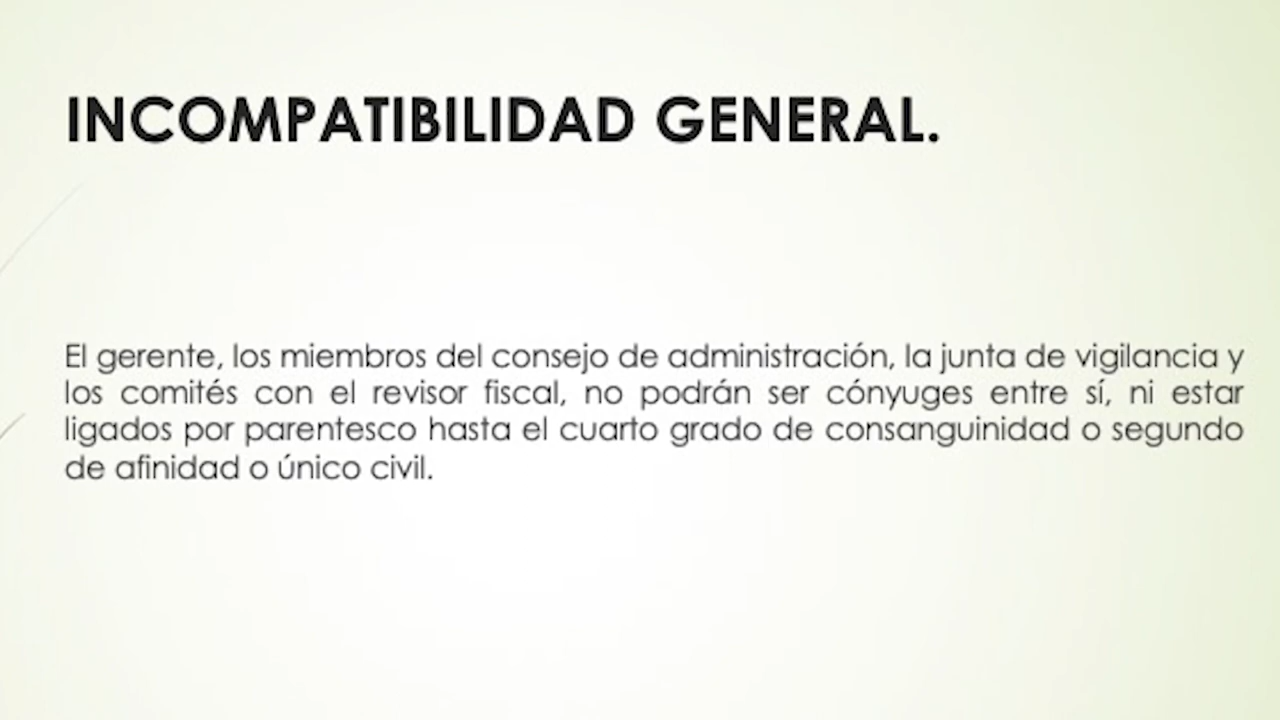 INCOMPATIBILIDAD GENERAL.
El gerente, los miembros del consejo de administración, la junta de vigilancia y
los comités con el revisor fiscal, no podrán ser cónyuges entre sí, ni estar
ligados por parentesco hasta el cuarto grado de consanguinidad o segundo
de afinidad o único civil.